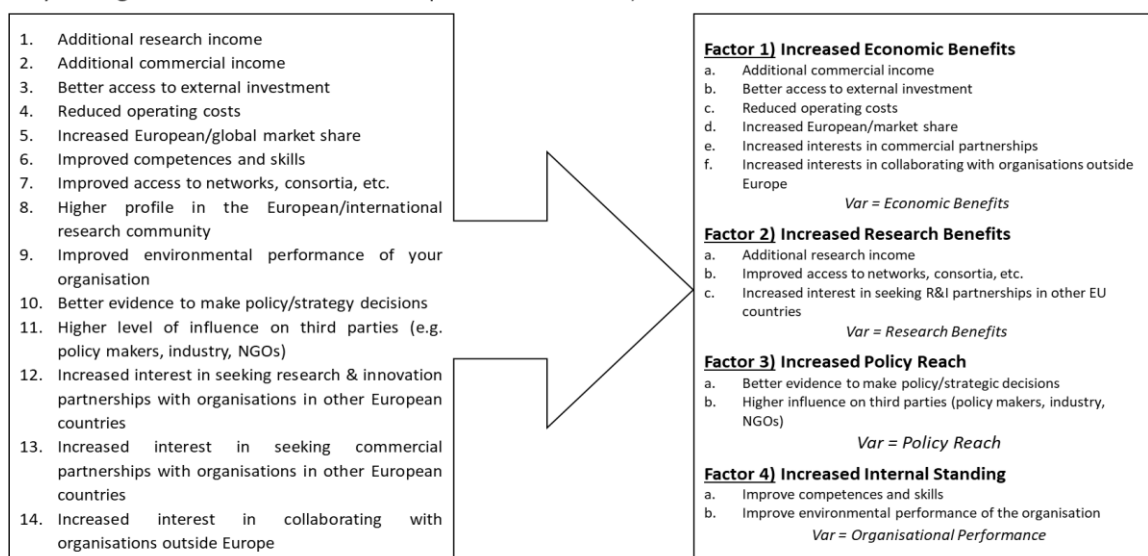 1. Additional research income
2. Additional commercial income
3. Better access to external investment
4. Reduced operating costs
5. Increased European/global market share
6. Improved competences and skills
7. Improved access to networks, consortia, etc.
8. Higher profile in the European/international
research community
9. Improved environmental performance of your
organisation
10. Better evidence to make policy/strategy decisions
11. Higher level of influence on third parties (e.g.
policy makers, industry, NGOs)
12. Increased interest in seeking research & innovation
partnerships with organisations in other European
countries
13. Increased interest in seeking commercial
partnerships with organisations in other European
countries
14. Increased interest in collaborating with
organisations outside Europe
Factor 1) Increased Economic Benefits
a. Additional commercial income
b. Better access to external investment
c. Reduced operating costs
d. Increased European/market share
e. Increased interests in commercial partnerships
f. Increased interests in collaborating with organisations outside
Europe
Var = Economic Benefits
Factor 2) Increased Research Benefits
a. Additional research income
b. Improved access to networks, consortia, etc.
c. Increased interest in seeking R&I partnerships in other EU
countries
Var = Research Benefits
Factor 3) Increased Policy Reach
a. Better evidence to make policy/strategic decisions
b. Higher influence on third parties (policy makers, industry,
NGOs)
Var = Policy Reach
Factor 4) Increased Internal Standing
a. Improve competences and skills
b. Improve environmental performance of the organisation
Var = Organisational Performance